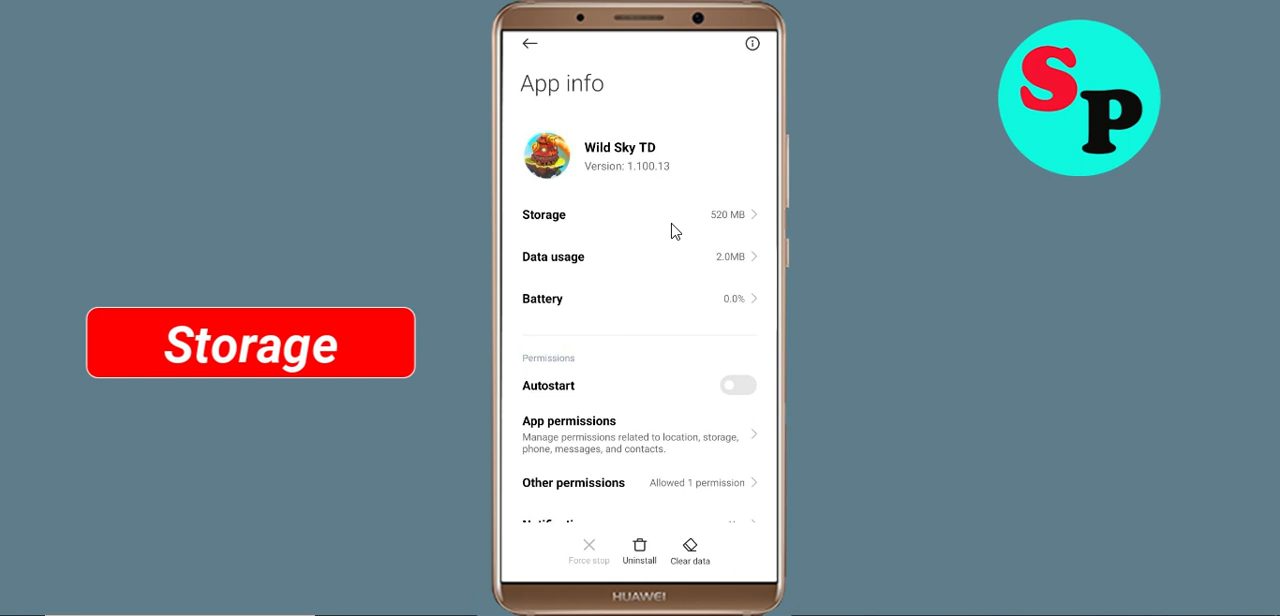 App info
Wild Sky TD
Version: 1.100.13
Storage 520 MB
Data usage 2.0MB
Battery 0.0%
Permissions
Autostart
App permissions
Manage permissions related to location, storage,
phone, messages, and contacts.
Other permissions Allowed 1 permission
Force stop Uninstall Clear data
HUAWEI
Storage
SP